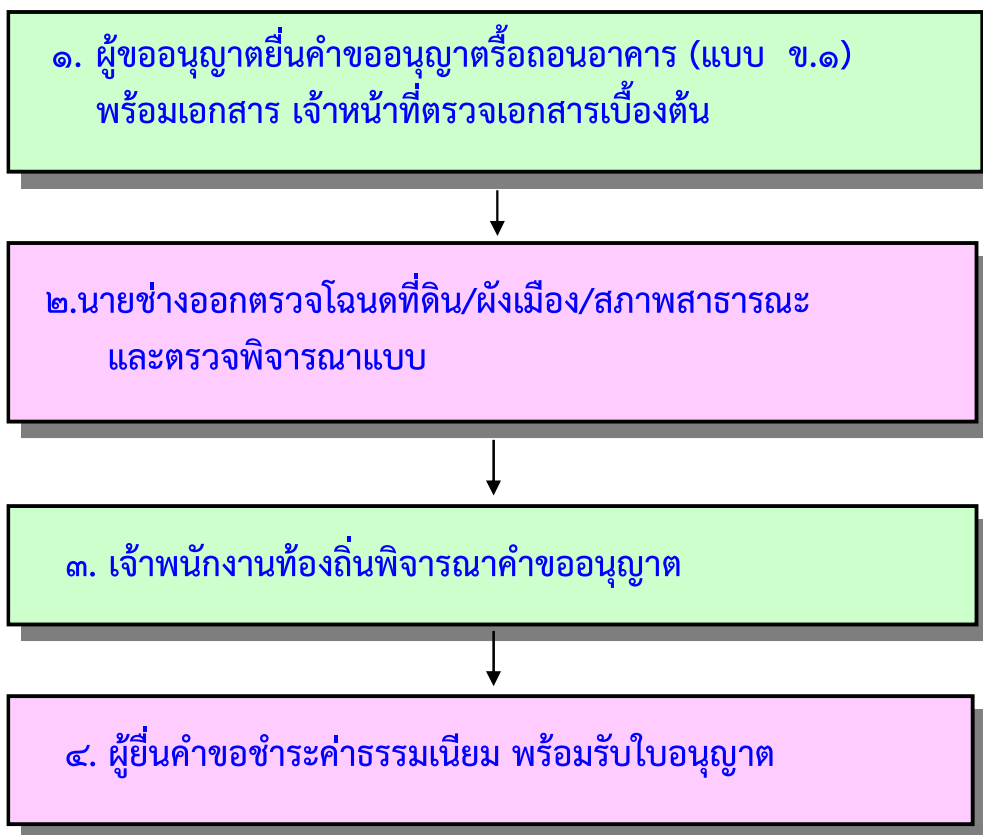 ๑. ผู้ขออนุญาตยื่นคำขออนุญาตรื้อถอนอาคาร (แบบ ข.๑)
พร้อมเอกสาร เจ้าหน้าที่ตรวจเอกสารเบื้องต้น
๒.นายช่างออกตรวจโฉนดที่ดิน/ผังเมือง/สภาพสาธารณะ
และตรวจพิจารณาแบบ
๓. เจ้าพนักงานท้องถิ่นพิจารณาคำขออนุญาต
๔. ผู้ยื่นคำขอชำระค่าธรรมเนียม พร้อมรับใบอนุญาต